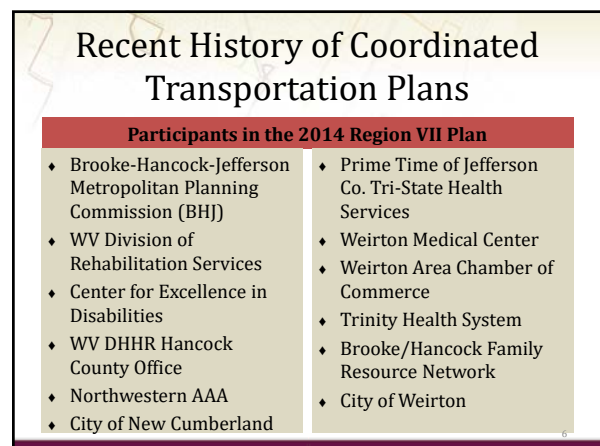 Recent History of Coordinated
Transportation Plans
Participants in the 2014 Region VII Plan
♦ Brooke-Hancock-Jefferson
Metropolitan Planning
Commission (BHJ)
♦ WV Division of
Rehabilitation Services
♦ Center for Excellence in
Disabilities
♦ WV DHHR Hancock
County Office
♦ Northwestern AAA
♦ City of New Cumberland
♦ Prime Time of Jefferson
Co. Tri-State Health
Services
♦ Weirton Medical Center
♦ Weirton Area Chamber of
Commerce
♦ Trinity Health System
♦ Brooke/Hancock Family
Resource Network
♦ City of Weirton
6